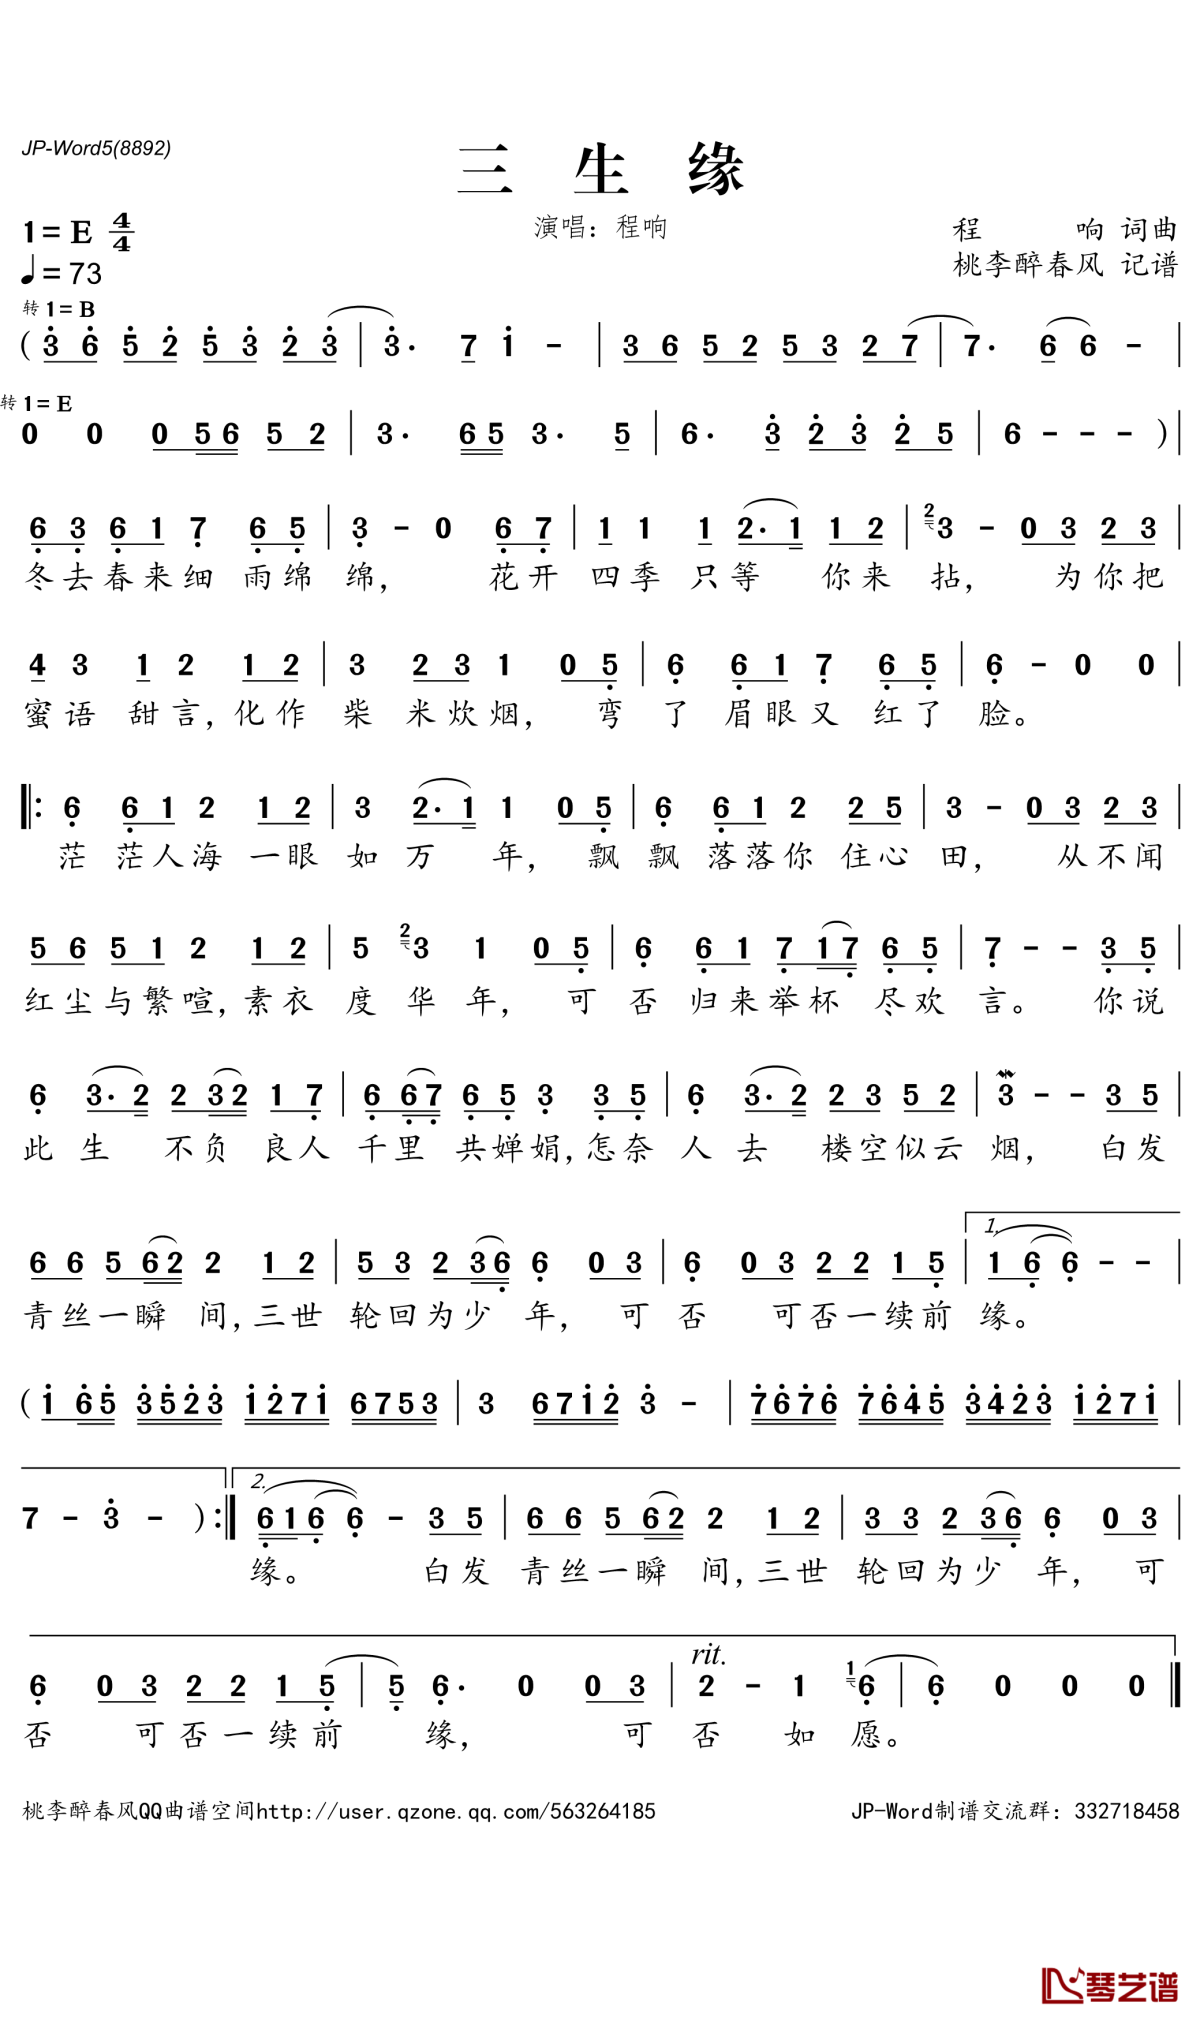 JP-Word5(8892)
三生缘
1=E 4/4
演唱：程响
程 响 词曲
♩=73
桃李醉春风 记谱
转 1=B
( 3 6 5 2 5 3 2 3 | 3· 7 1 - | 3 6 5 2 5 3 2 7 | 7· 6 6 - |
转 1=E
0 0 0 5 6 5 2 | 3· 6 5 3· 5 | 6· 3 2 3 2 5 | 6 - - - ) |
6 3 6 1 7 6 5 | 3 - 0 6 7 | 1 1 1 2· 1 1 2 | 2 3 - 0 3 2 3 |
冬去春来细 雨绵 绵， 花开 四季 只等 你来 拈， 为你把
4 3 1 2 1 2 | 3 2 3 1 0 5 | 6 6 1 7 6 5 | 6 - 0 0 |
蜜语 甜言，化作 柴 米炊烟， 弯 了 眉眼又 红了 脸。
|: 6 6 1 2 1 2 | 3 2· 1 1 0 5 | 6 6 1 2 2 5 | 3 - 0 3 2 3 |
茫 茫人海 一眼 如 万 年， 飘 飘 落落你 住心 田， 从不闻
5 6 5 1 2 1 2 | 5 2 3 1 0 5 | 6 6 1 7 1 7 6 5 | 7 - - 3 5 |
红尘与繁喧，素衣 度 华 年， 可 否 归来举杯 尽欢 言。 你说
6 3· 2 2 3 2 1 7 | 6 6 7 6 5 3 3 5 | 6 3· 2 2 3 5 2 | 3 - - 3 5 |
此 生 不负 良人 千里 共婵娟，怎奈 人 去 楼空似云 烟， 白发
6 6 5 6 2 2 1 2 | 5 3 2 3 6 6 0 3 | 6 0 3 2 2 1 5 | 1. 1 6 6 - - |
青丝一瞬 间，三世 轮回为少 年， 可 否 可否一续前 缘。
( 1 6 5 3 5 2 3 1 2 7 1 6 7 5 3 | 3 6 7 1 2 3 - | 7 6 7 6 7 6 4 5 3 4 2 3 1 2 7 1 |
7 - 3 - ) :| 2. 6 1 6 6 - 3 5 | 6 6 5 6 2 2 1 2 | 3 3 2 3 6 6 0 3 |
缘。 白发 青丝一瞬 间，三世 轮回为少 年， 可
rit.
6 0 3 2 2 1 5 | 5 6· 0 0 3 | 2 - 1 1 6 | 6 0 0 0 ‖
否 可否一续前 缘， 可 否 如 愿。
桃李醉春风QQ曲谱空间http://user.qzone.qq.com/563264185
JP-Word制谱交流群：332718458
琴艺谱